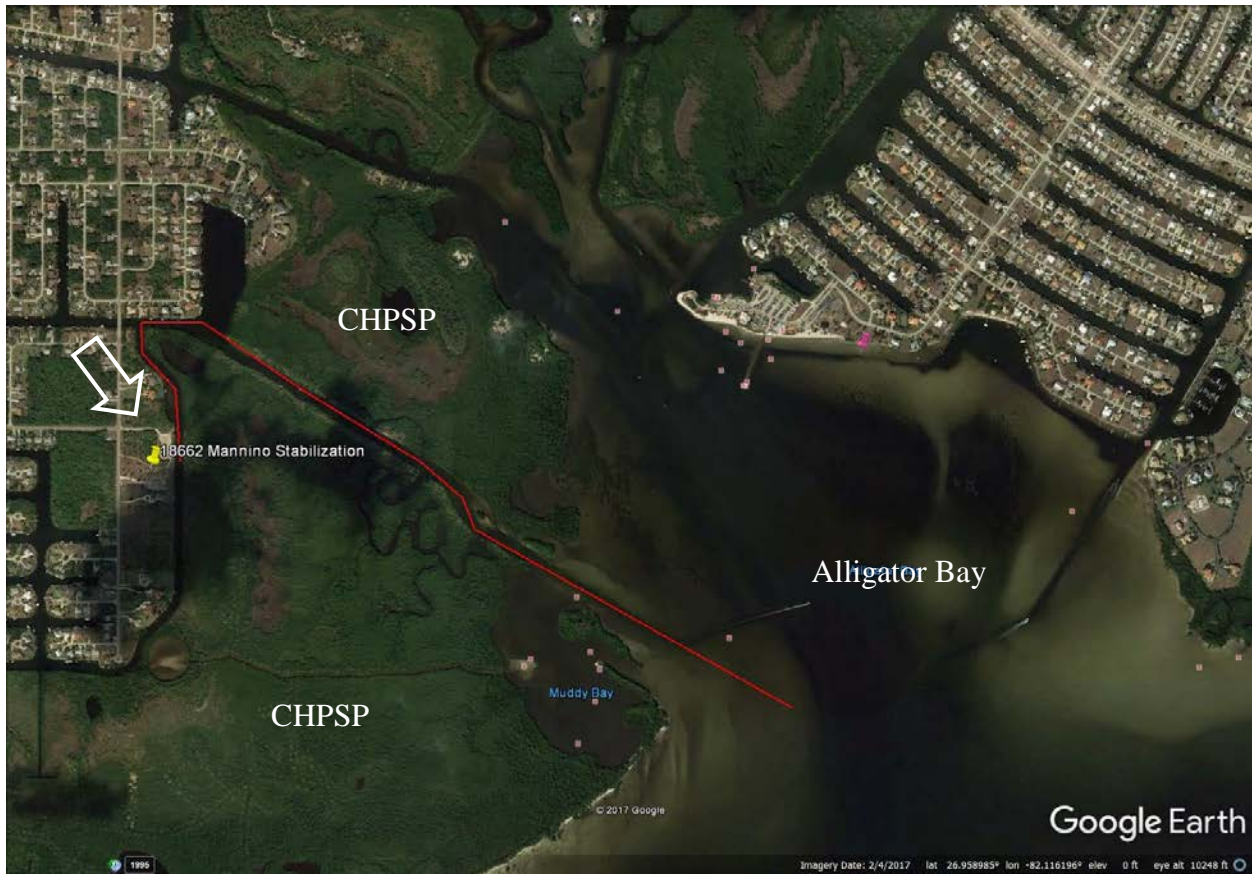 CHPSP
18662 Mannino Stabilization
Alligator Bay
Muddy Bay
CHPSP
© 2017 Google
Google Earth
1995
Imagery Date: 2/4/2017 lat 26.958985° lon -82.116196° elev 0 ft eye alt 10248 ft